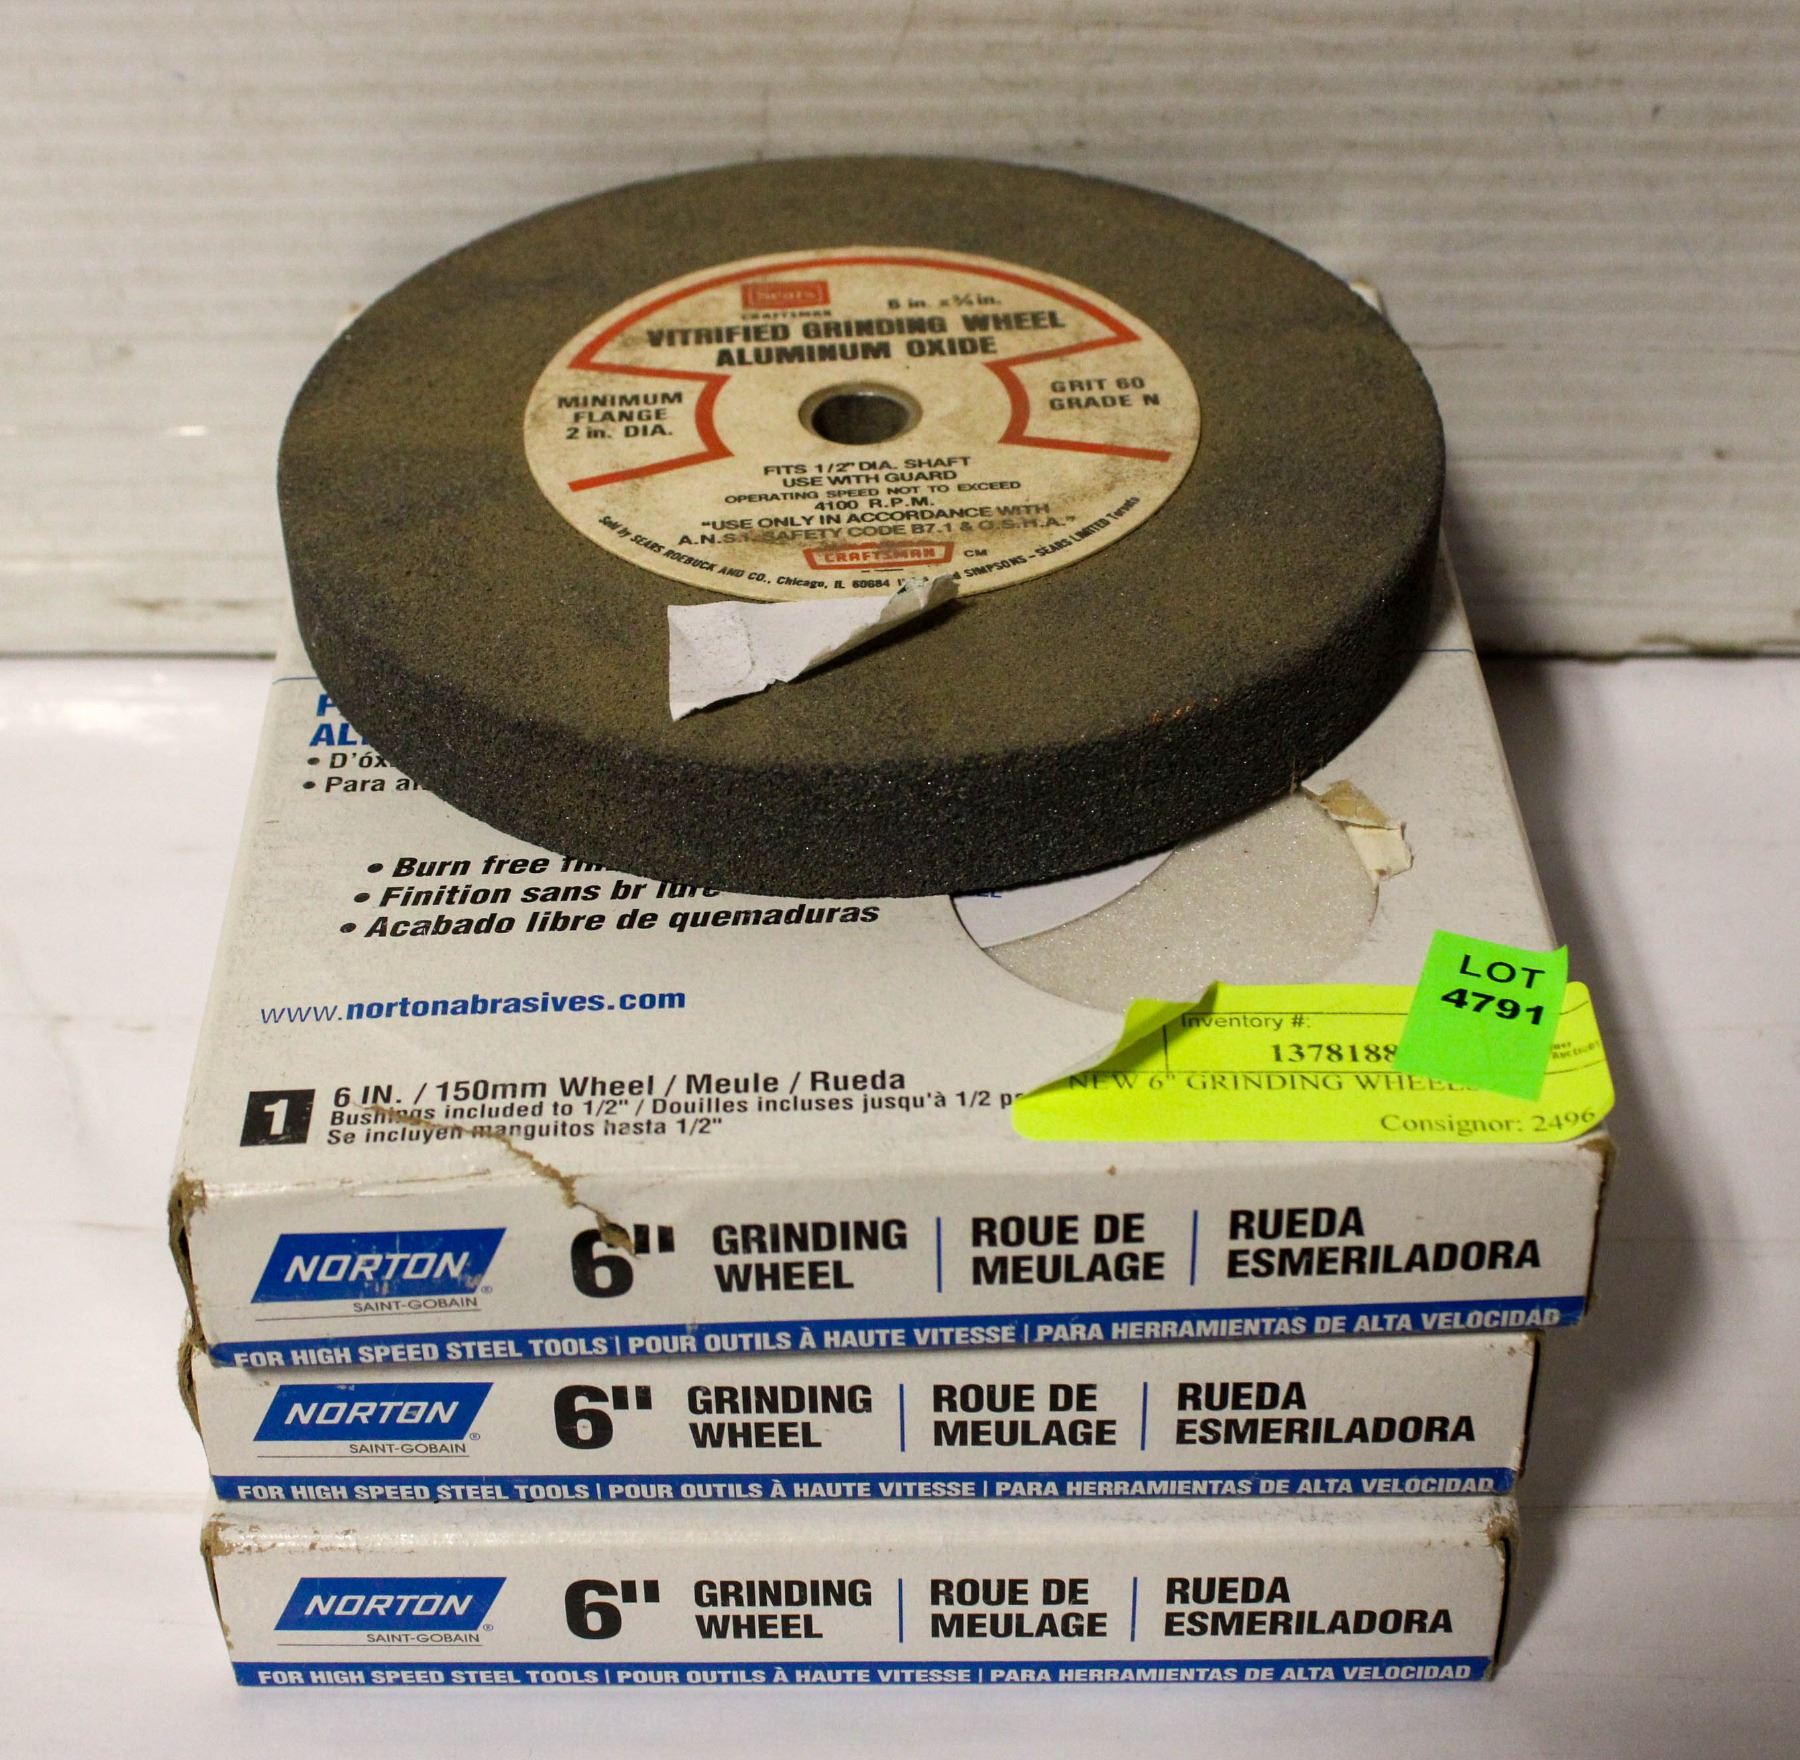 Sears
CRAFTSMAN
6 in. x ¾ in.
VITRIFIED GRINDING WHEEL
ALUMINUM OXIDE
MINIMUM
FLANGE
2 in. DIA.
GRIT 60
GRADE N
FITS 1/2" DIA. SHAFT
USE WITH GUARD
OPERATING SPEED NOT TO EXCEED
4100 R.P.M.
"USE ONLY IN ACCORDANCE WITH
A.N.S.I. SAFETY CODE B7.1 & O.S.H.A."
CRAFTSMAN CM
Sold by SEARS ROEBUCK AND CO., Chicago, IL 60684 SIMPSONS-SEARS LIMITED Toronto
• D'óx
• Para
• Burn free
• Finition sans br lure
• Acabado libre de quemaduras
www.nortonabrasives.com
LOT
4791
Inventory #:
1378188
NEW 6" GRINDING WHEELS
Consignor: 2496
1 6 IN. / 150mm Wheel / Meule / Rueda
Bushings included to 1/2" / Douilles incluses jusqu'à 1/2
Se incluyen manguitos hasta 1/2"
NORTON
SAINT-GOBAIN
6" GRINDING WHEEL | ROUE DE MEULAGE | RUEDA ESMERILADORA
FOR HIGH SPEED STEEL TOOLS | POUR OUTILS À HAUTE VITESSE | PARA HERRAMIENTAS DE ALTA VELOCIDAD
NORTON
SAINT-GOBAIN
6" GRINDING WHEEL | ROUE DE MEULAGE | RUEDA ESMERILADORA
FOR HIGH SPEED STEEL TOOLS | POUR OUTILS À HAUTE VITESSE | PARA HERRAMIENTAS DE ALTA VELOCIDAD
NORTON
SAINT-GOBAIN
6" GRINDING WHEEL | ROUE DE MEULAGE | RUEDA ESMERILADORA
FOR HIGH SPEED STEEL TOOLS | POUR OUTILS À HAUTE VITESSE | PARA HERRAMIENTAS DE ALTA VELOCIDAD